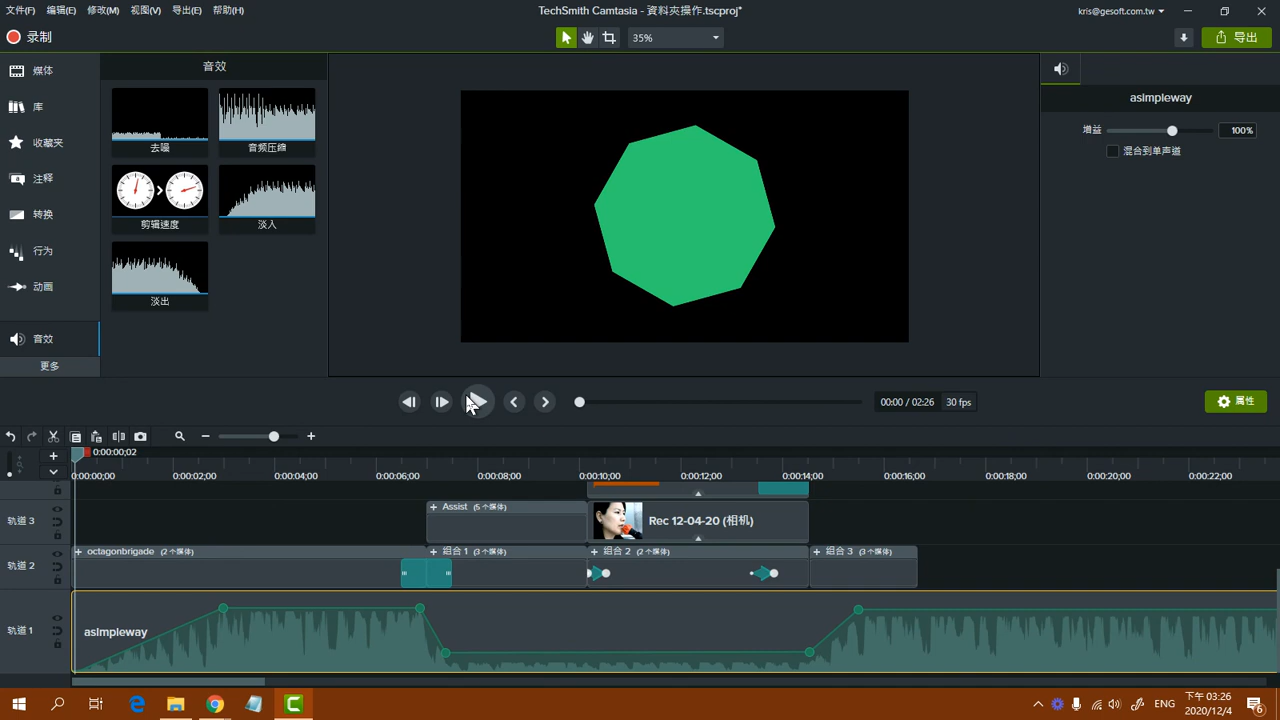 文件(F) 编辑(E) 修改(M) 视图(V) 导出(E) 帮助(H)
TechSmith Camtasia - 資料夾操作.tscproj*
kris@gesoft.com.tw
录制
35%
导出
媒体
库
收藏夹
注释
转换
行为
动画
音效
更多
音效
去噪
音频压缩
剪辑速度
淡入
淡出
asimpleway
增益
100%
混合到单声道
00:00 / 02:26
30 fps
属性
0:00:00;02
0:00:00;00
0:00:02;00
0:00:04;00
0:00:06;00
0:00:08;00
0:00:10;00
0:00:12;00
0:00:14;00
0:00:16;00
0:00:18;00
0:00:20;00
0:00:22;00
轨道 3
Assist (5 个媒体)
Rec 12-04-20 (相机)
轨道 2
octagonbrigade (2 个媒体)
組合 1 (3 个媒体)
組合 2 (2 个媒体)
組合 3 (3 个媒体)
轨道 1
asimpleway
ENG
下午 03:26
2020/12/4
6